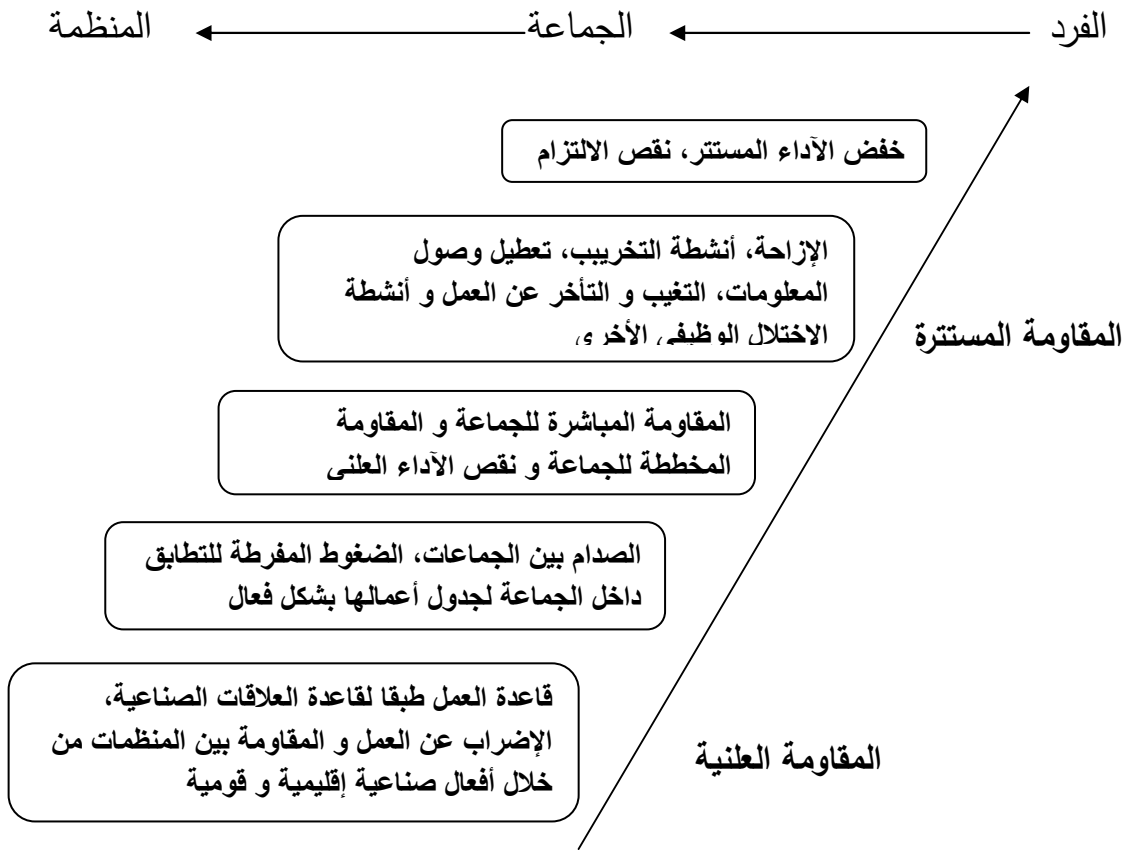 الفرد الجماعة المنظمة
خفض الآداء المستتر، نقص الالتزام
الإزاحة، أنشطة التخريبب، تعطيل وصول
المعلومات، التغيب و التأخر عن العمل و أنشطة
الاختلال الوظيفي الأخرى
المقاومة المستترة
المقاومة المباشرة للجماعة و المقاومة
المخططة للجماعة و نقص الآداء العلني
الصدام بين الجماعات، الضغوط المفرطة للتطابق
داخل الجماعة لجدول أعمالها بشكل فعال
قاعدة العمل طبقا لقاعدة العلاقات الصناعية،
الإضراب عن العمل و المقاومة بين المنظمات من
خلال أفعال صناعية إقليمية و قومية
المقاومة العلنية